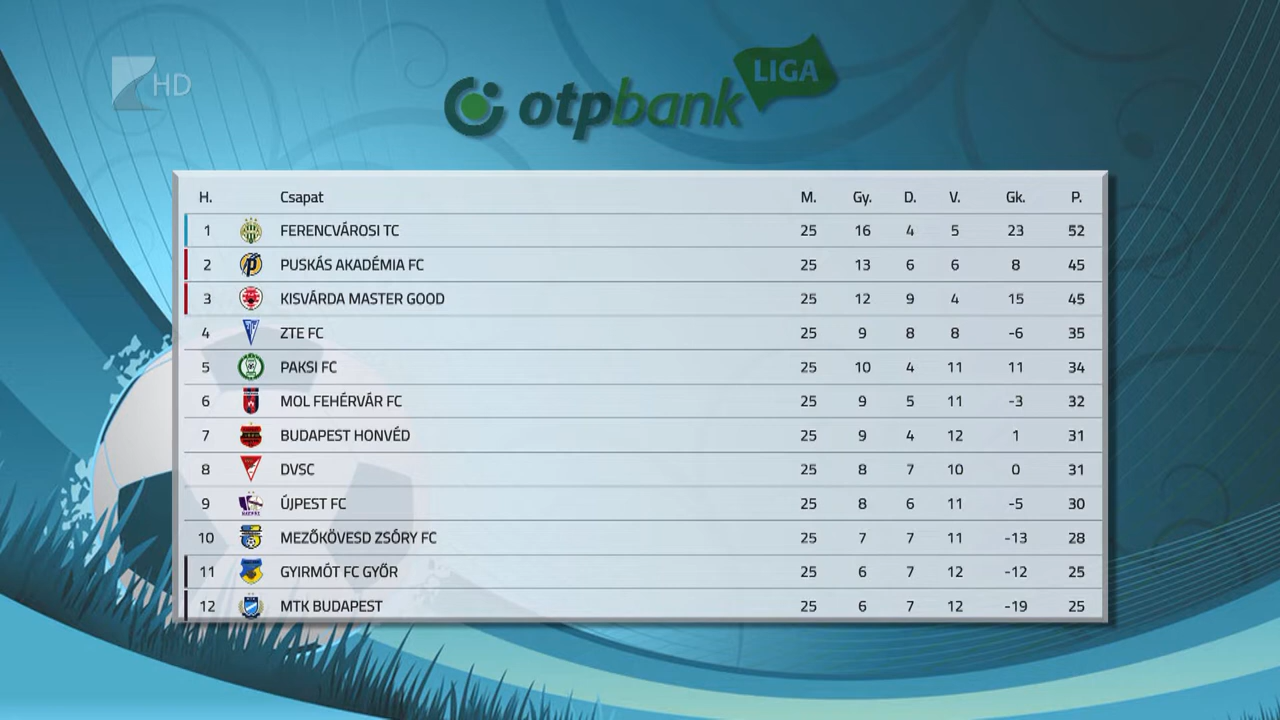 HD
otpbank LIGA
H. Csapat M. Gy. D. V. Gk. P.
1 FERENCVÁROSI TC 25 16 4 5 23 52
2 PUSKÁS AKADÉMIA FC 25 13 6 6 8 45
3 KISVÁRDA MASTER GOOD 25 12 9 4 15 45
4 ZTE FC 25 9 8 8 -6 35
5 PAKSI FC 25 10 4 11 11 34
6 MOL FEHÉRVÁR FC 25 9 5 11 -3 32
7 BUDAPEST HONVÉD 25 9 4 12 1 31
8 DVSC 25 8 7 10 0 31
9 ÚJPEST FC 25 8 6 11 -5 30
10 MEZŐKÖVESD ZSÓRY FC 25 7 7 11 -13 28
11 GYIRMÓT FC GYŐR 25 6 7 12 -12 25
12 MTK BUDAPEST 25 6 7 12 -19 25